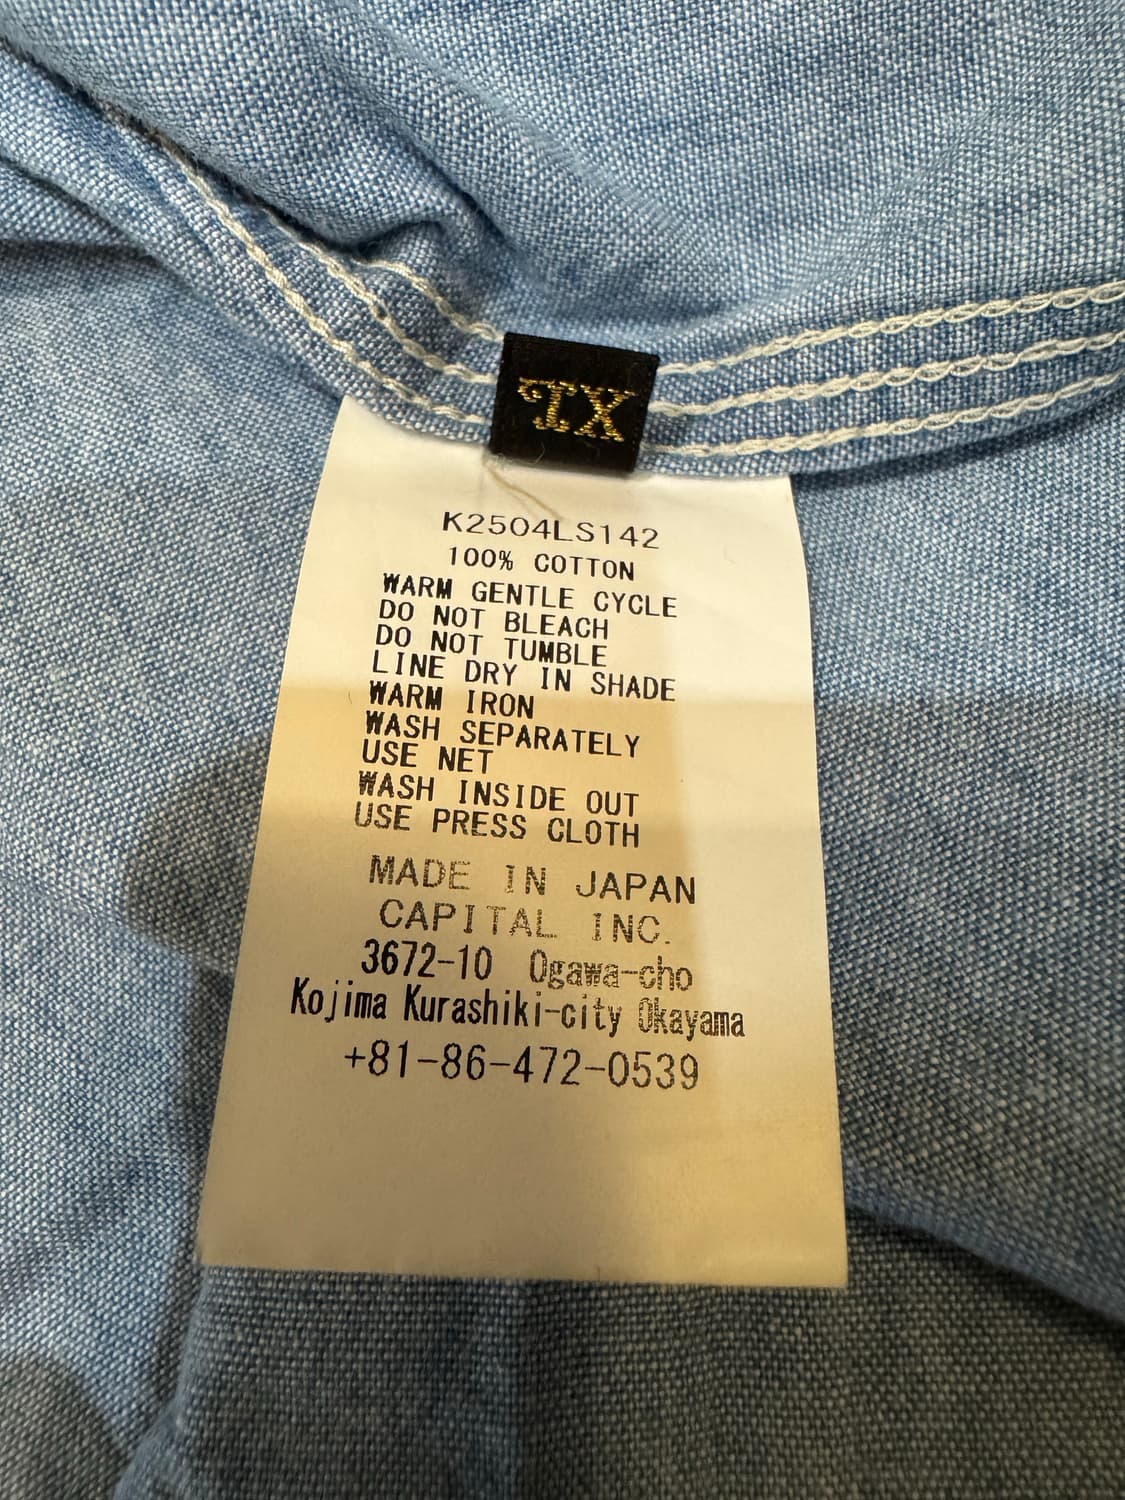 XL
K2504LS142
100% COTTON
WARM GENTLE CYCLE
DO NOT BLEACH
DO NOT TUMBLE
LINE DRY IN SHADE
WARM IRON
WASH SEPARATELY
USE NET
WASH INSIDE OUT
USE PRESS CLOTH
MADE IN JAPAN
CAPITAL INC.
3672-10 Ogawa-cho
Kojima Kurashiki-city Okayama
+81-86-472-0539